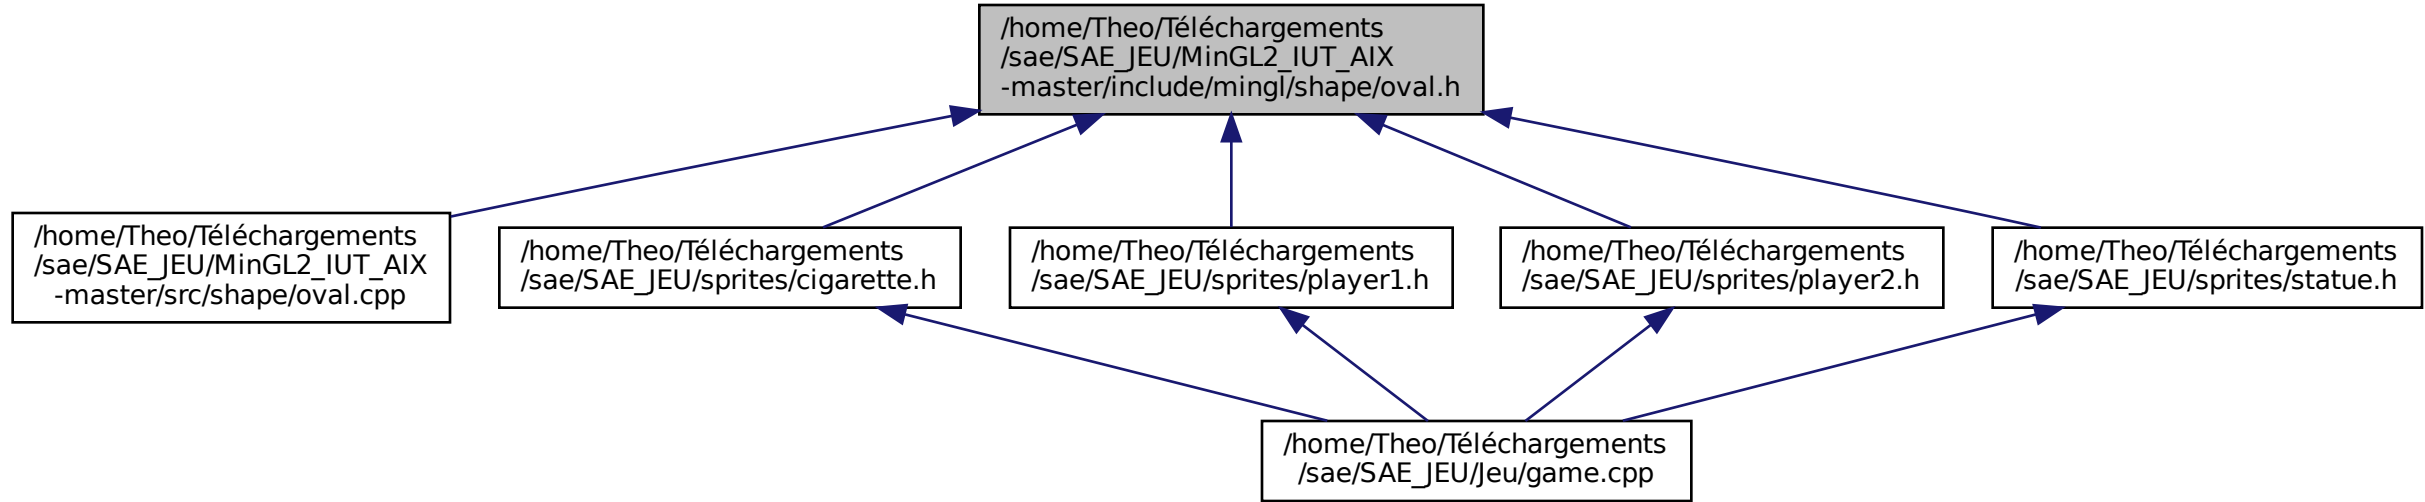 /home/Theo/Téléchargements
/sae/SAE_JEU/MinGL2_IUT_AIX
-master/include/mingl/shape/oval.h
/home/Theo/Téléchargements
/sae/SAE_JEU/MinGL2_IUT_AIX
-master/src/shape/oval.cpp
/home/Theo/Téléchargements
/sae/SAE_JEU/sprites/cigarette.h
/home/Theo/Téléchargements
/sae/SAE_JEU/sprites/player1.h
/home/Theo/Téléchargements
/sae/SAE_JEU/sprites/player2.h
/home/Theo/Téléchargements
/sae/SAE_JEU/sprites/statue.h
/home/Theo/Téléchargements
/sae/SAE_JEU/Jeu/game.cpp